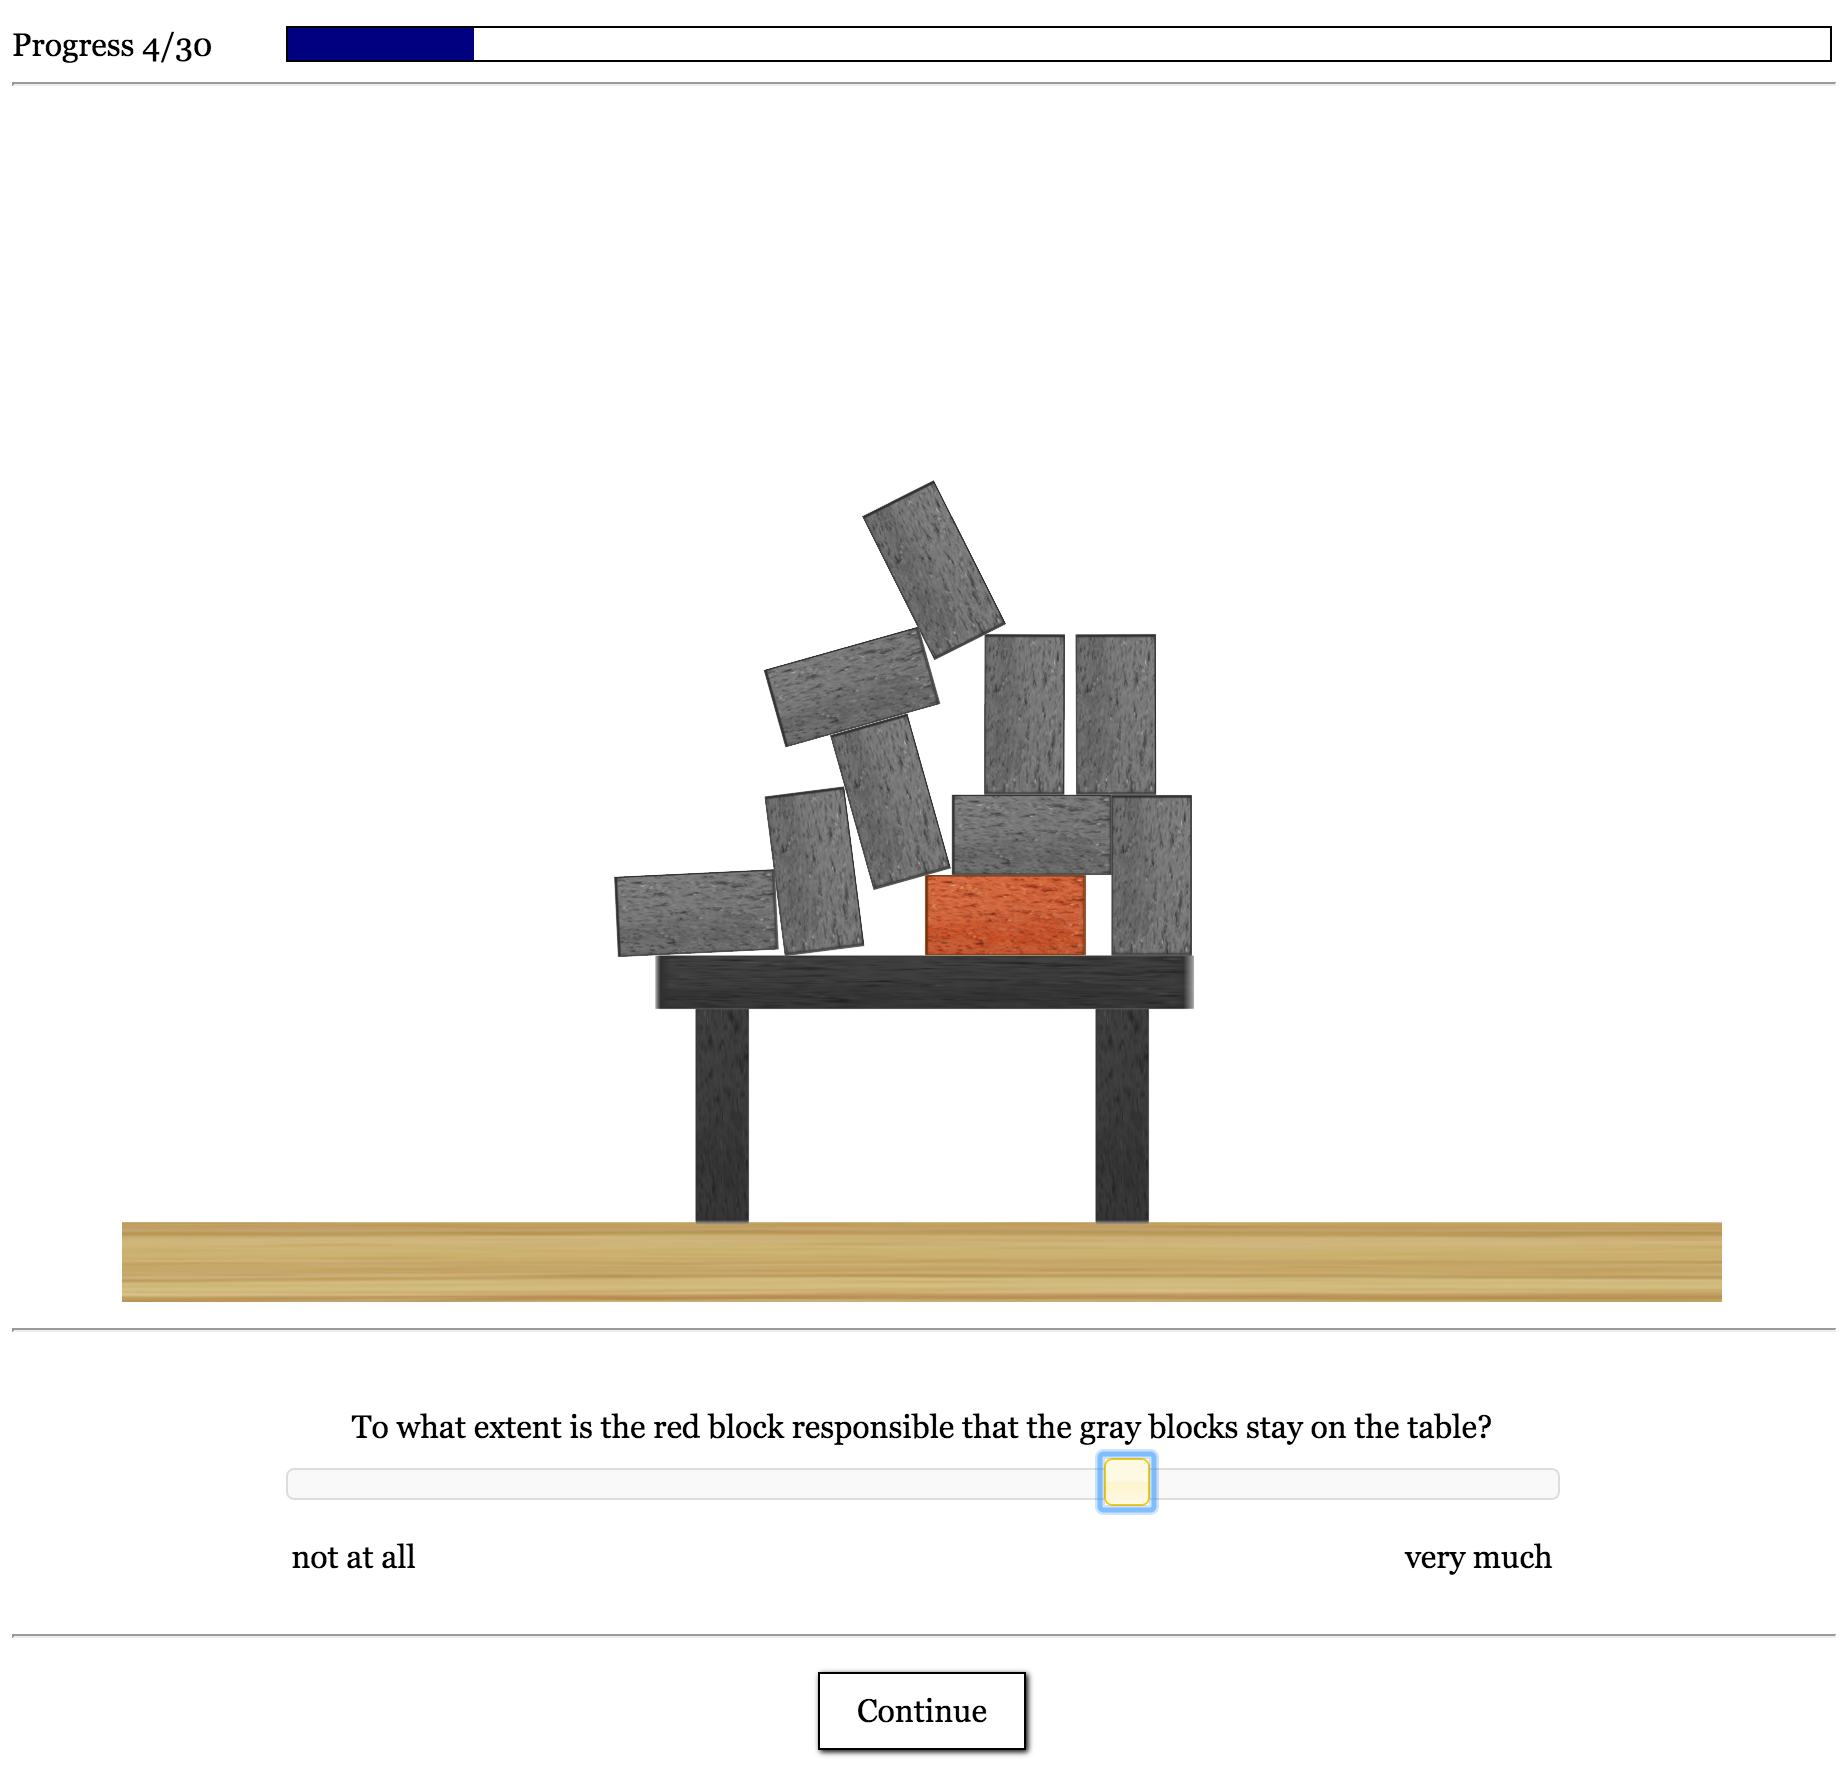 Progress 4/30
To what extent is the red block responsible that the gray blocks stay on the table?
not at all
very much
Continue